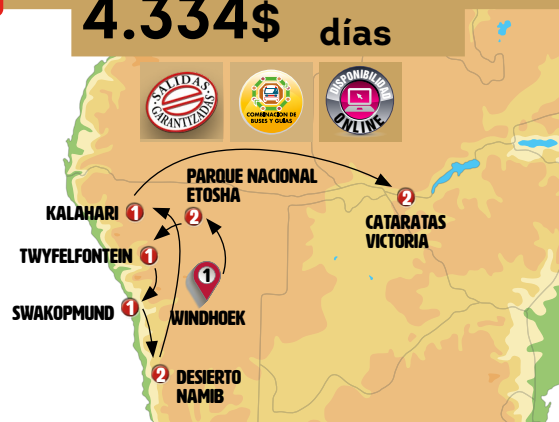 4.334$ días
SALIDAS
GARANTIZADAS
COMBINACIÓN DE
BUSES Y GUÍAS
DISPONIBILIDAD
ONLINE
PARQUE NACIONAL
ETOSHA
2
2
KALAHARI 1
CATARATAS
VICTORIA
TWYFELFONTEIN 1
1
SWAKOPMUND 1
WINDHOEK
2 DESIERTO
NAMIB